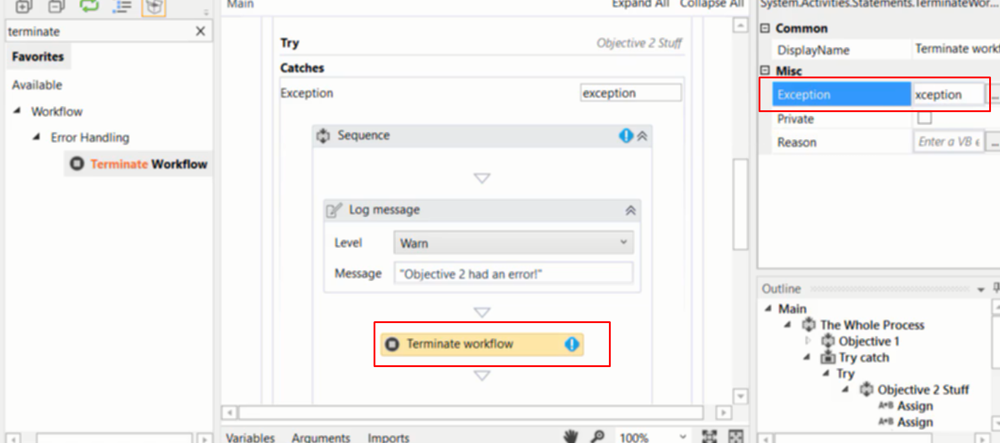 Main
Expand All
Collapse All
terminate
Favorites
Available
Workflow
Error Handling
Terminate Workflow
Try
Objective 2 Stuff
Catches
Exception
exception
Sequence
Log message
Level
Warn
Message
"Objective 2 had an error!"
Terminate workflow
Variables
Arguments
Imports
100%
System.Activities.Statements.TerminateWor...
Common
DisplayName
Terminate workf
Misc
Exception
xception
...
Private
Reason
Enter a VB e
...
Outline
Main
The Whole Process
Objective 1
Try catch
Try
Objective 2 Stuff
A*B Assign
A*B Assign